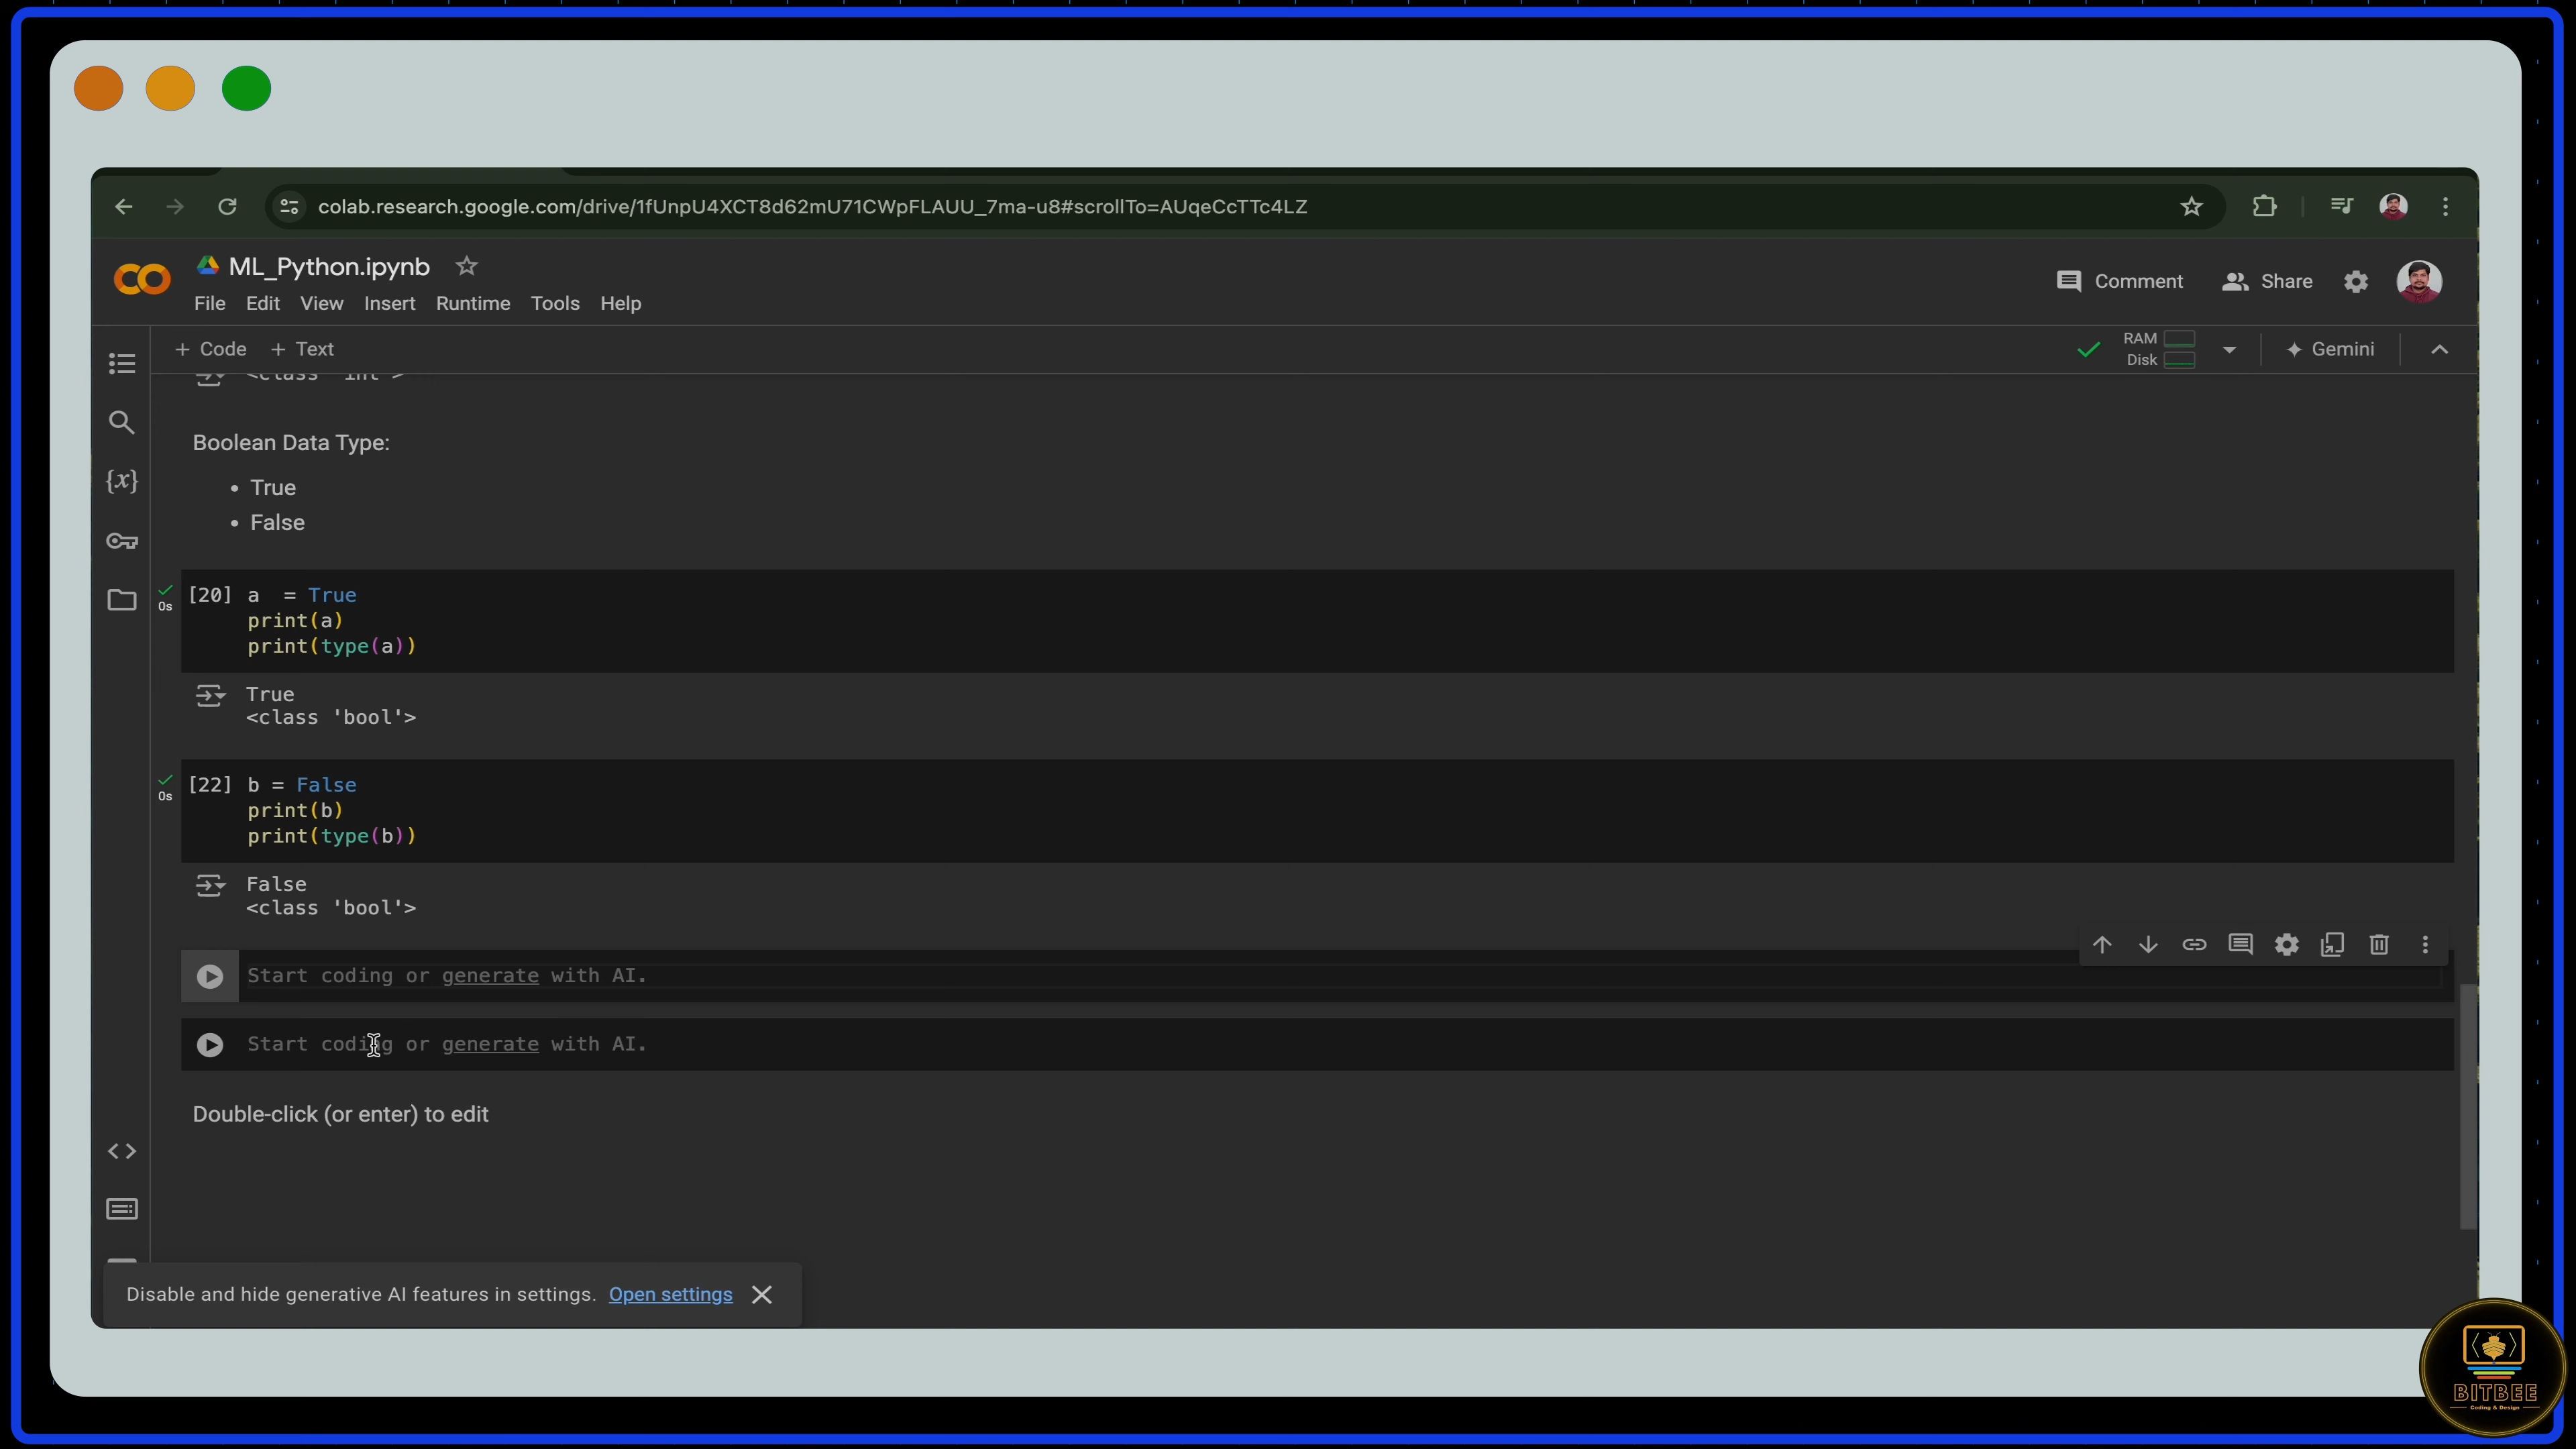 colab.research.google.com/drive/1fUnpU4XCT8d62mU71CWpFLAUU_7ma-u8#scrollTo=AUqeCcTTc4LZ
ML_Python.ipynb
File Edit View Insert Runtime Tools Help
Comment Share
+ Code + Text
RAM
Disk
Gemini
<class 'int'>
Boolean Data Type:
• True
• False
0s
[20] a = True
print(a)
print(type(a))
True
<class 'bool'>
0s
[22] b = False
print(b)
print(type(b))
False
<class 'bool'>
Start coding or generate with AI.
Start coding or generate with AI.
Double-click (or enter) to edit
Disable and hide generative AI features in settings. Open settings
BITBEE
Coding & Design